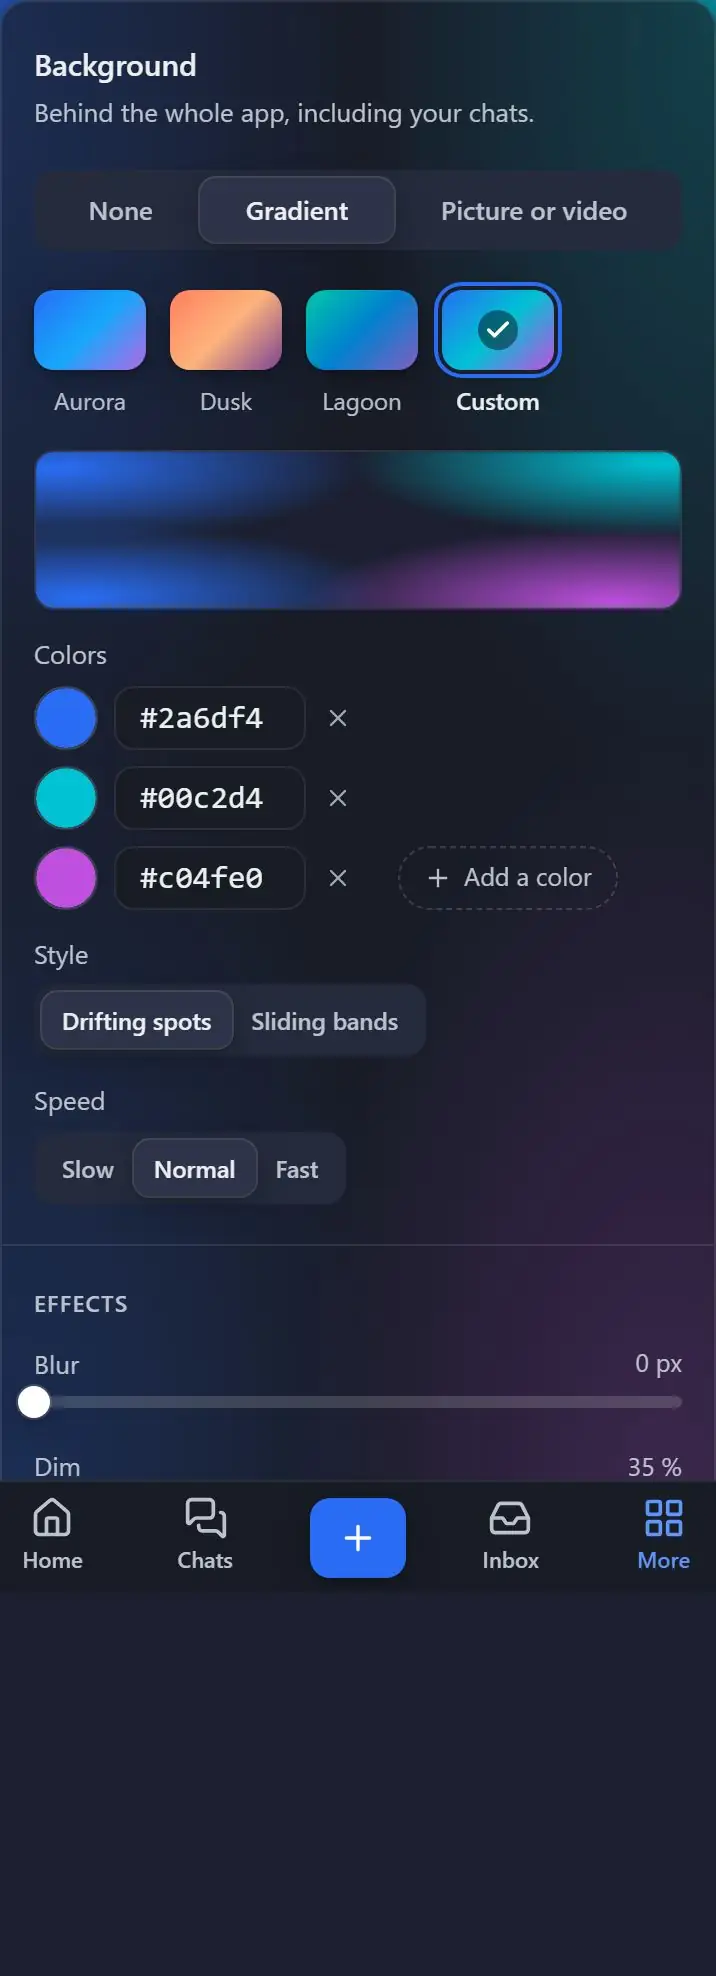 Background
Behind the whole app, including your chats.
None Gradient Picture or video
Aurora Dusk Lagoon Custom
Colors
#2a6df4
#00c2d4
#c04fe0 Add a color
Style
Drifting spots Sliding bands
Speed
Slow Normal Fast
EFFECTS
Blur 0 px
Dim 35 %
Home Chats Inbox More